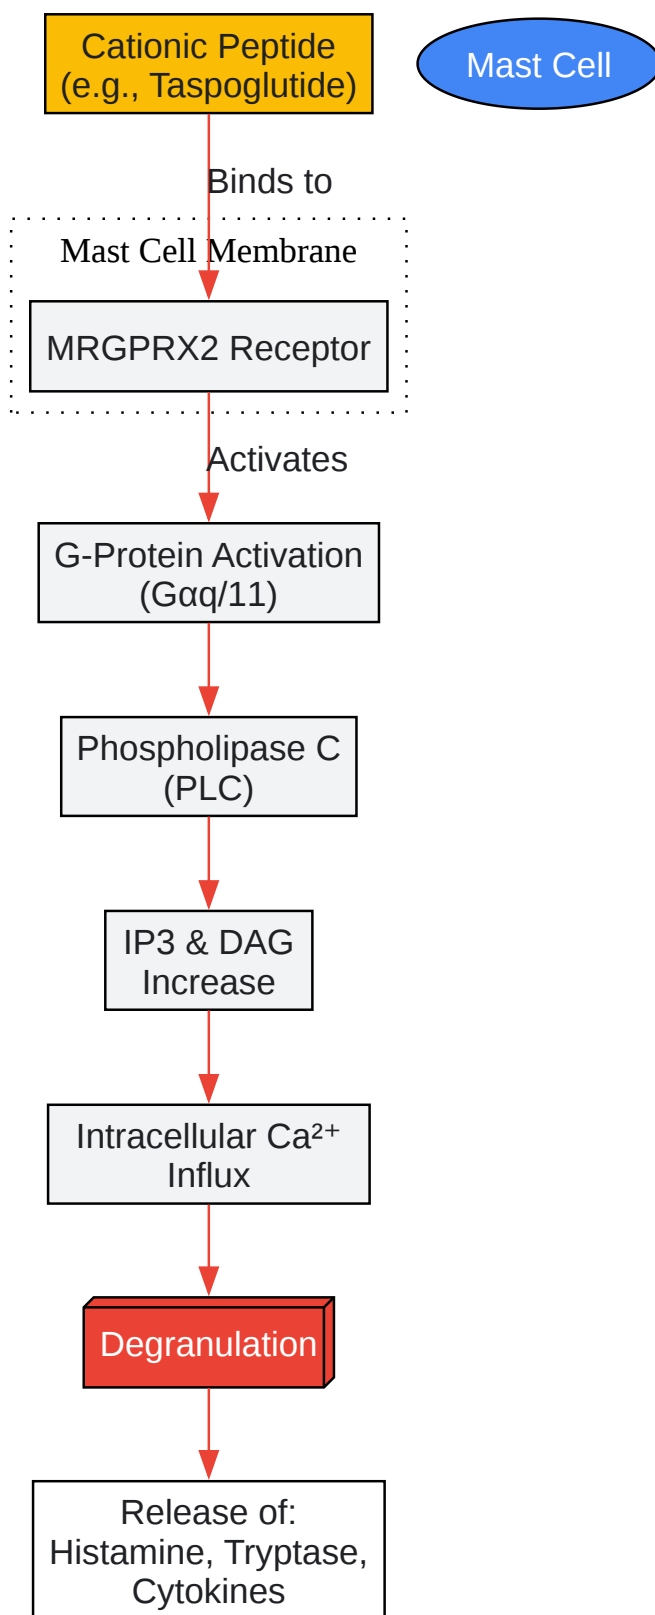 Cationic Peptide
(e.g., Taspoglutide)
Mast Cell
Binds to
Mast Cell Membrane
MRGPRX2 Receptor
Activates
G-Protein Activation
(Gαq/11)
Phospholipase C
(PLC)
IP3 & DAG
Increase
Intracellular Ca²⁺
Influx
Degranulation
Release of:
Histamine, Tryptase,
Cytokines